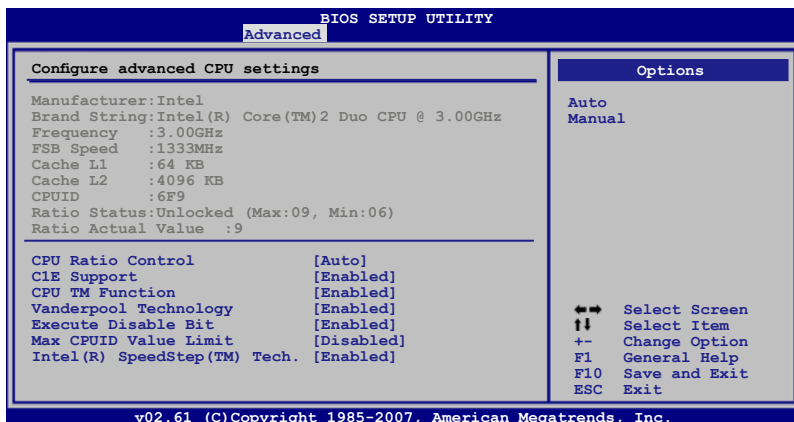 BIOS SETUP UTILITY
Advanced
Configure advanced CPU settings
Manufacturer:Intel
Brand String:Intel(R) Core(TM)2 Duo CPU @ 3.00GHz
Frequency :3.00GHz
FSB Speed :1333MHz
Cache L1 :64 KB
Cache L2 :4096 KB
CPUID :6F9
Ratio Status:Unlocked (Max:09, Min:06)
Ratio Actual Value :9
CPU Ratio Control [Auto]
C1E Support [Enabled]
CPU TM Function [Enabled]
Vanderpool Technology [Enabled]
Execute Disable Bit [Enabled]
Max CPUID Value Limit [Disabled]
Intel(R) SpeedStep(TM) Tech. [Enabled]
Options
Auto
Manual
←→ Select Screen
↑↓ Select Item
+- Change Option
F1 General Help
F10 Save and Exit
ESC Exit
v02.61 (C)Copyright 1985-2007, American Megatrends, Inc.